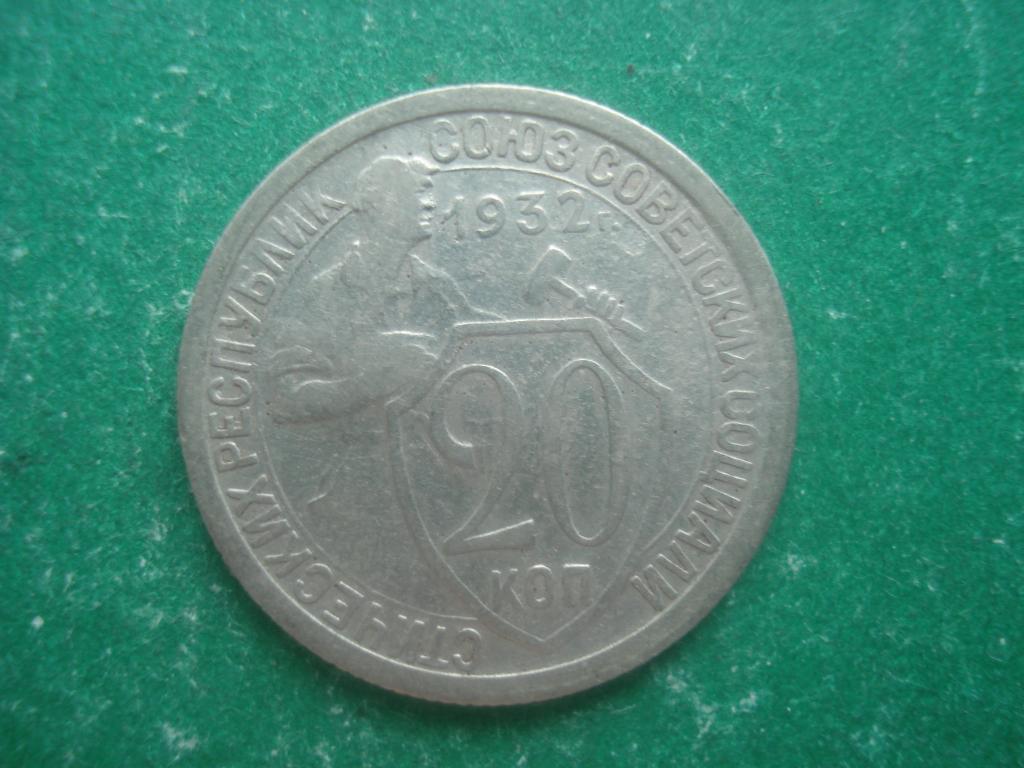 СОЮЗ СОВЕТСКИХ СОЦИАЛИСТИЧЕСКИХ РЕСПУБЛИК
1932 г.
20
КОП